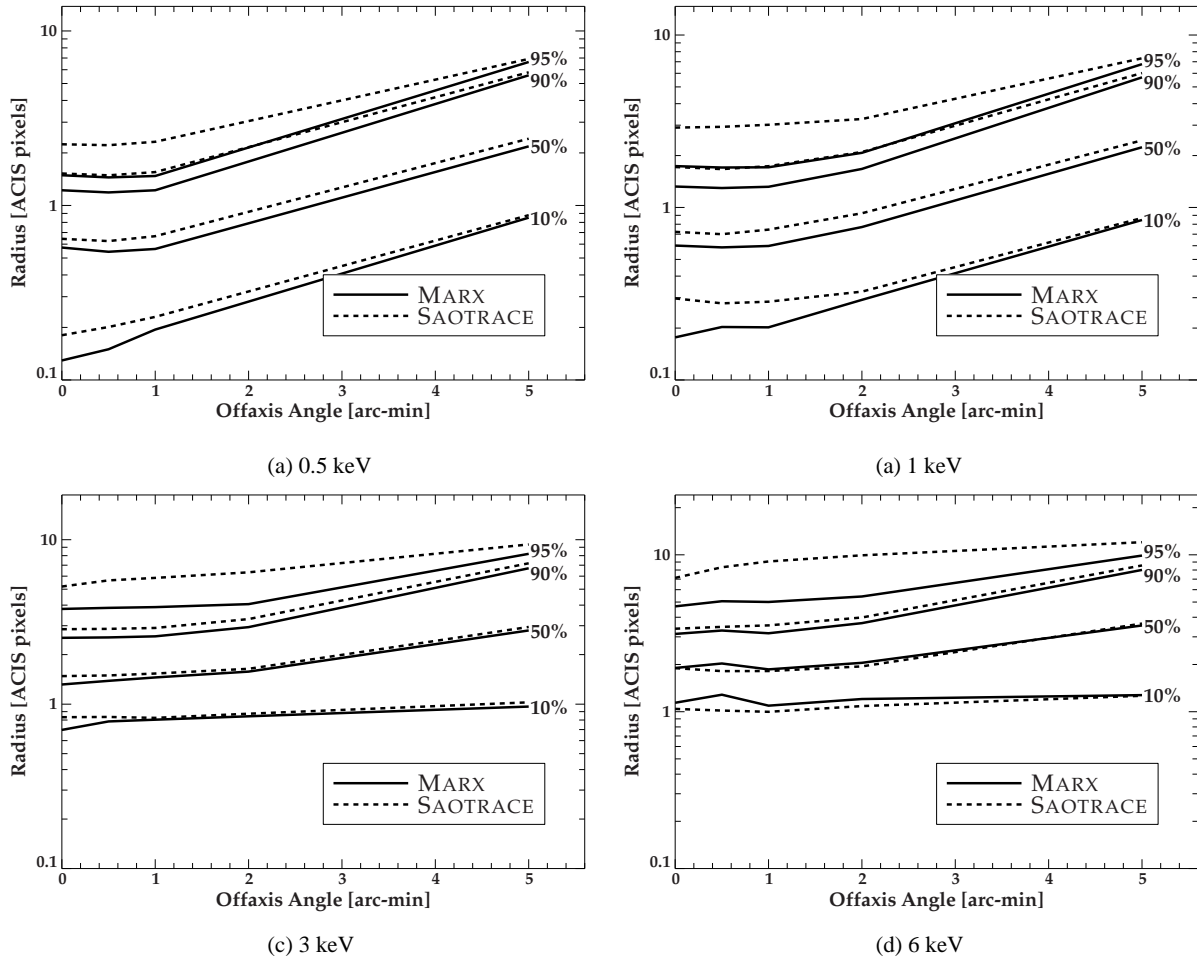 10
1
0.1
Radius [ACIS pixels]
95%
90%
50%
10%
MARX
SAOTRACE
0 1 2 3 4 5
Offaxis Angle [arc-min]
(a) 0.5 keV
10
1
0.1
Radius [ACIS pixels]
95%
90%
50%
10%
MARX
SAOTRACE
0 1 2 3 4 5
Offaxis Angle [arc-min]
(a) 1 keV
10
1
0.1
Radius [ACIS pixels]
95%
90%
50%
10%
MARX
SAOTRACE
0 1 2 3 4 5
Offaxis Angle [arc-min]
(c) 3 keV
10
1
0.1
Radius [ACIS pixels]
95%
90%
50%
10%
MARX
SAOTRACE
0 1 2 3 4 5
Offaxis Angle [arc-min]
(d) 6 keV